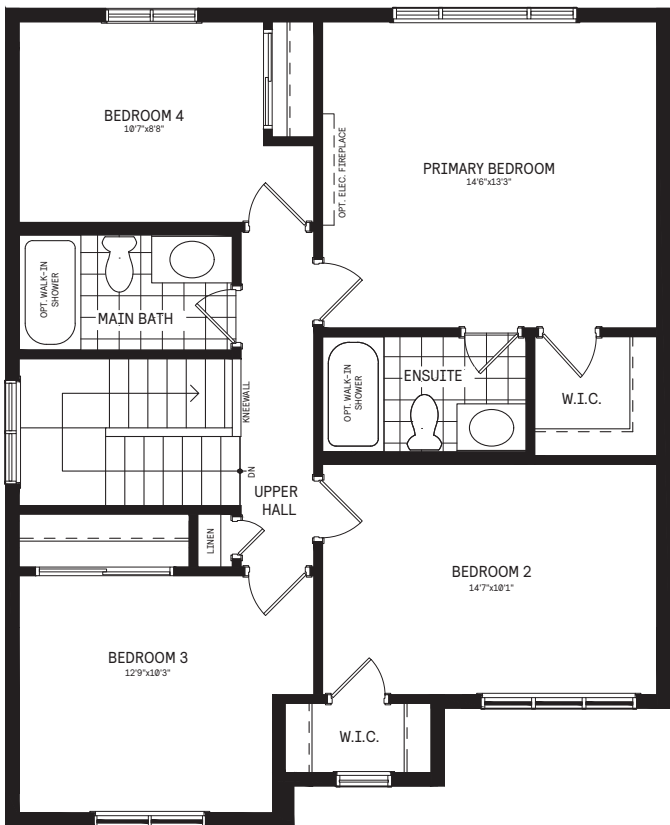 BEDROOM 4
10'7"x8'8"
OPT. ELEC. FIREPLACE
PRIMARY BEDROOM
14'6"x13'3"
OPT. WALK-IN
SHOWER
MAIN BATH
OPT. WALK-IN
SHOWER
ENSUITE
W.I.C.
KNEEWALL
DN
UPPER
HALL
LINEN
BEDROOM 2
14'7"x10'1"
BEDROOM 3
12'9"x10'3"
W.I.C.